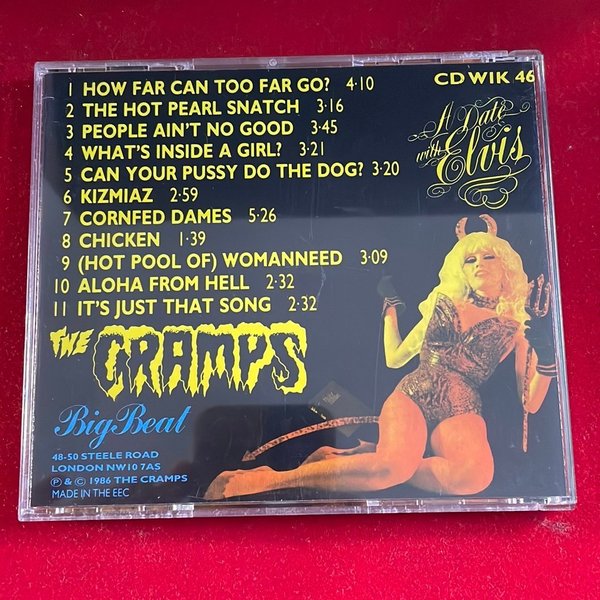 1 HOW FAR CAN TOO FAR GO? 4·10
2 THE HOT PEARL SNATCH 3·16
3 PEOPLE AIN'T NO GOOD 3·45
4 WHAT'S INSIDE A GIRL? 3·21
5 CAN YOUR PUSSY DO THE DOG? 3·20
6 KIZMIAZ 2·59
7 CORNFED DAMES 5·26
8 CHICKEN 1·39
9 (HOT POOL OF) WOMANNEED 3·09
10 ALOHA FROM HELL 2·32
11 IT'S JUST THAT SONG 2·32
CD WIK 46
A Date
with Elvis
THE CRAMPS
Big Beat
48-50 STEELE ROAD
LONDON NW10 7AS
℗ & © 1986 THE CRAMPS
MADE IN THE EEC